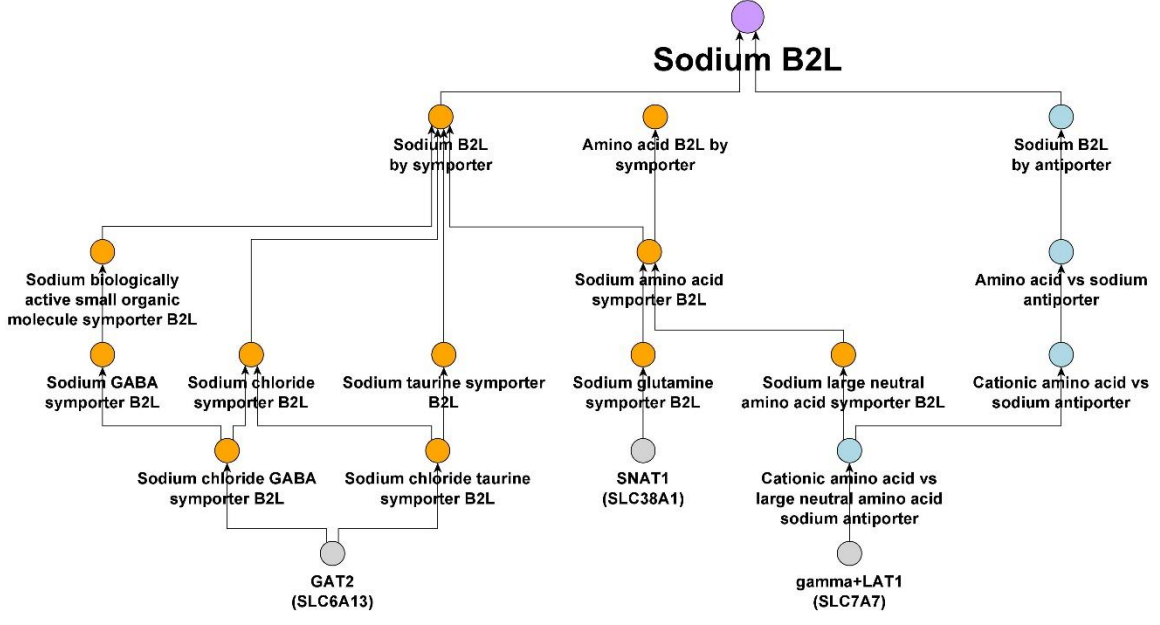 Sodium B2L
Sodium B2L
by symporter
Amino acid B2L by
symporter
Sodium B2L
by antiporter
Sodium biologically
active small organic
molecule symporter B2L
Sodium amino acid
symporter B2L
Amino acid vs sodium
antiporter
Sodium GABA
symporter B2L
Sodium chloride
symporter B2L
Sodium taurine symporter
B2L
Sodium glutamine
symporter B2L
Sodium large neutral
amino acid symporter B2L
Cationic amino acid vs
sodium antiporter
Sodium chloride GABA
symporter B2L
Sodium chloride taurine
symporter B2L
SNAT1
(SLC38A1)
Cationic amino acid vs
large neutral amino acid
sodium antiporter
GAT2
(SLC6A13)
gamma+LAT1
(SLC7A7)